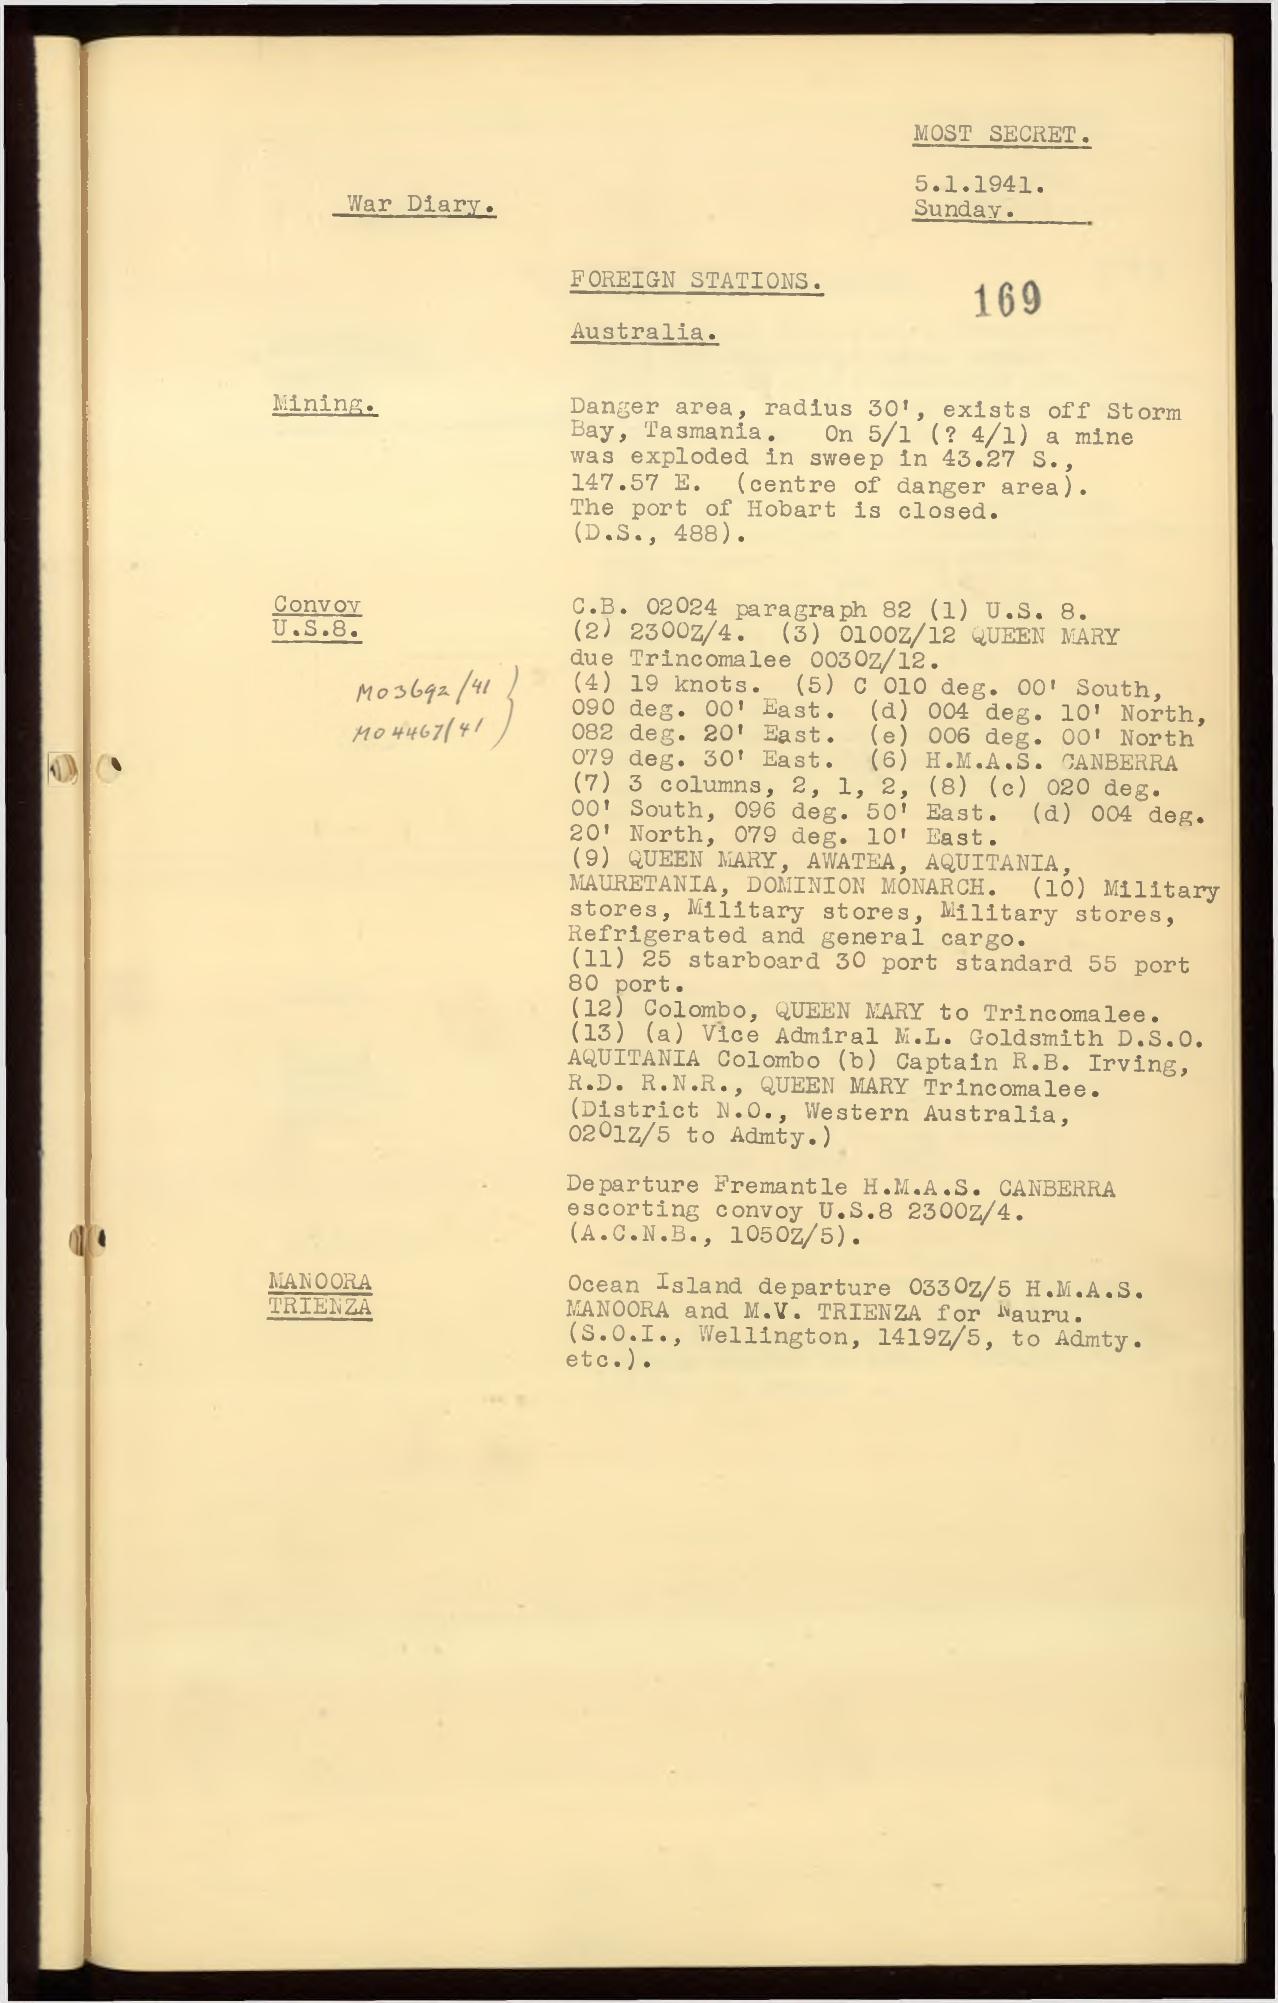 MOST SECRET.
5.1.1941.
War Diary.
Sunday.
FOREIGN STATIONS.
169
Australia.
Mining.
Danger area, radius 30', exists off Storm
Bay, Tasmania. On 5/1 (? 4/1) a mine
was exploded in sweep in 43.27 S.,
147.57 E. (centre of danger area).
The port of Hobart is closed.
(D.S., 488).
Convoy
U.S.8.
MO3692/41
MO4467/41
C.B. 02024 paragraph 82 (1) U.S. 8.
(2) 2300Z/4. (3) 0100Z/12 QUEEN MARY
due Trincomalee 0030Z/12.
(4) 19 knots. (5) C 010 deg. 00' South,
090 deg. 00' East. (d) 004 deg. 10' North,
082 deg. 20' East. (e) 006 deg. 00' North
079 deg. 30' East. (6) H.M.A.S. CANBERRA
(7) 3 columns, 2, 1, 2, (8) (c) 020 deg.
00' South, 096 deg. 50' East. (d) 004 deg.
20' North, 079 deg. 10' East.
(9) QUEEN MARY, AWATEA, AQUITANIA,
MAURETANIA, DOMINION MONARCH. (10) Military
stores, Military stores, Military stores,
Refrigerated and general cargo.
(11) 25 starboard 30 port standard 55 port
80 port.
(12) Colombo, QUEEN MARY to Trincomalee.
(13) (a) Vice Admiral M.L. Goldsmith D.S.O.
AQUITANIA Colombo (b) Captain R.B. Irving,
R.D. R.N.R., QUEEN MARY Trincomalee.
(District N.O., Western Australia,
0201Z/5 to Admty.)
Departure Fremantle H.M.A.S. CANBERRA
escorting convoy U.S.8 2300Z/4.
(A.C.N.B., 1050Z/5).
MANOORA
TRIENZA
Ocean Island departure 0330Z/5 H.M.A.S.
MANOORA and M.V. TRIENZA for Nauru.
(S.O.I., Wellington, 1419Z/5, to Admty.
etc.).